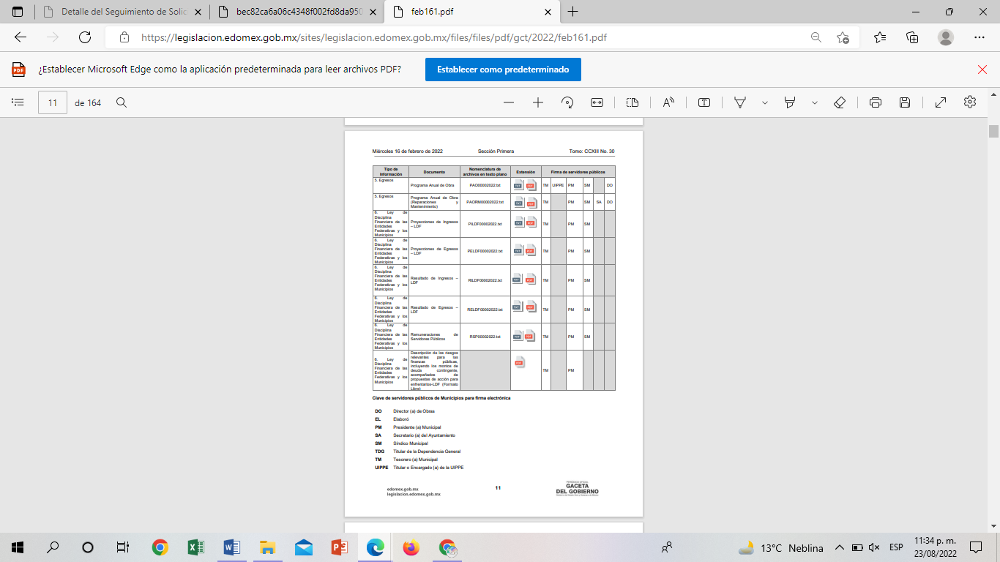 Detalle del Seguimiento de Solic
bec82ca6a06c4348f002fd8da950
feb161.pdf
https://legislacion.edomex.gob.mx/sites/legislacion.edomex.gob.mx/files/files/pdf/gct/2022/feb161.pdf
¿Establecer Microsoft Edge como la aplicación predeterminada para leer archivos PDF?
Establecer como predeterminado
11 de 164
Miércoles 16 de febrero de 2022 Sección Primera Tomo: CCXIII No. 30
Tipo de información Documento Nomenclatura de archivos en texto plano Extensión Firma de servidores públicos
5. Egresos Programa Anual de Obra PAO00002022.txt TXT PDF TM UIPPE PM SM DO
5. Egresos Programa Anual de Obra (Reparaciones y Mantenimiento) PAORM00002022.txt TXT PDF TM PM SM SA DO
6. Ley de Disciplina Financiera de las Entidades Federativas y los Municipios Proyecciones de Ingresos – LDF PILDF00002022.txt TXT PDF TM PM SM
6. Ley de Disciplina Financiera de las Entidades Federativas y los Municipios Proyecciones de Egresos – LDF PELDF00002022.txt TXT PDF TM PM SM
6. Ley de Disciplina Financiera de las Entidades Federativas y los Municipios Resultado de Ingresos – LDF RILDF00002022.txt TXT PDF TM PM SM
6. Ley de Disciplina Financiera de las Entidades Federativas y los Municipios Resultado de Egresos – LDF RELDF00002022.txt TXT PDF TM PM SM
6. Ley de Disciplina Financiera de las Entidades Federativas y los Municipios Remuneraciones de Servidores Públicos RSP00002022.txt TXT PDF TM PM SM
6. Ley de Disciplina Financiera de las Entidades Federativas y los Municipios Descripción de los riesgos relevantes para las finanzas públicas, incluyendo los montos de deuda contingente, acompañados de propuestas de acción para enfrentarlos-LDF (Formato Libre) PDF TM PM
Clave de servidores públicos de Municipios para firma electrónica
DO Director (a) de Obras
EL Elaboró
PM Presidente (a) Municipal
SA Secretario (a) del Ayuntamiento
SM Síndico Municipal
TDG Titular de la Dependencia General
TM Tesorero (a) Municipal
UIPPE Titular o Encargado (a) de la UIPPE
edomex.gob.mx
legislacion.edomex.gob.mx
11
PERIÓDICO OFICIAL
GACETA
DEL GOBIERNO
13°C Neblina
ESP
11:34 p. m.
23/08/2022